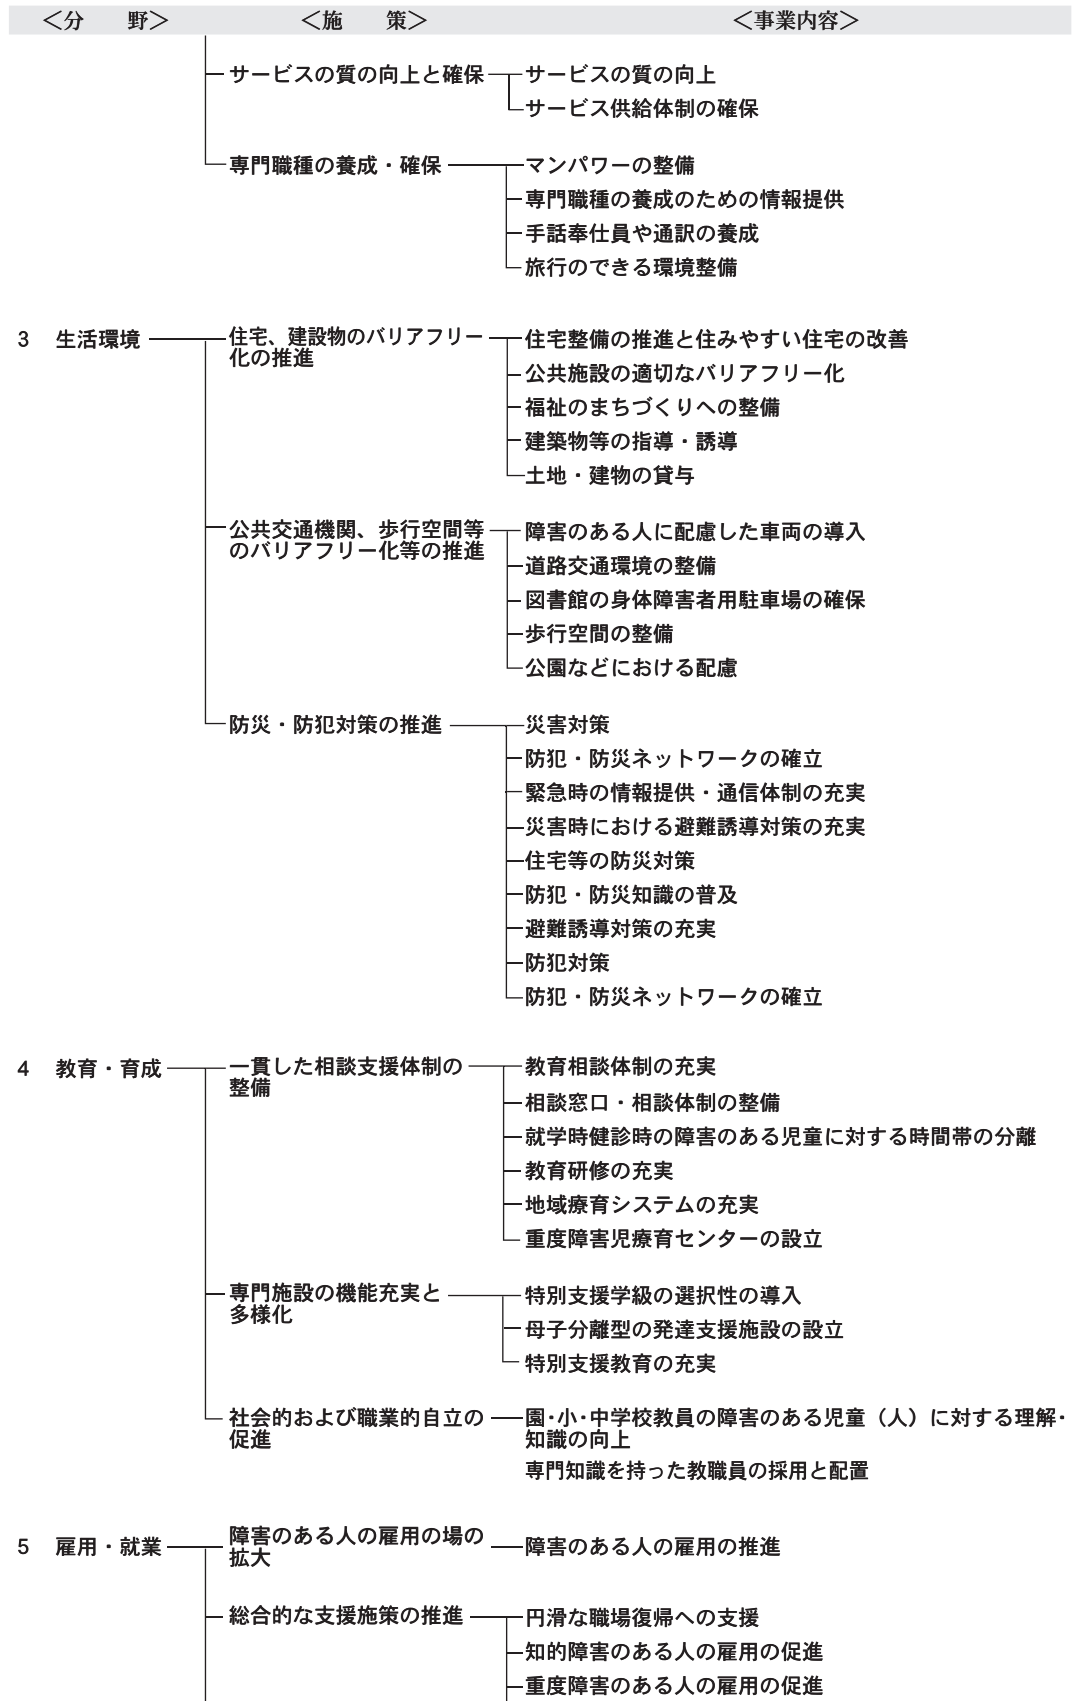 ＜分　　野＞　＜施　　策＞　＜事業内容＞
サービスの質の向上と確保　サービスの質の向上
サービス供給体制の確保
専門職種の養成・確保　マンパワーの整備
専門職種の養成のための情報提供
手話奉仕員や通訳の養成
旅行のできる環境整備
3　生活環境　住宅、建設物のバリアフリー　住宅整備の推進と住みやすい住宅の改善
化の推進
公共施設の適切なバリアフリー化
福祉のまちづくりへの整備
建築物等の指導・誘導
土地・建物の貸与
公共交通機関、歩行空間等　障害のある人に配慮した車両の導入
のバリアフリー化等の推進
道路交通環境の整備
図書館の身体障害者用駐車場の確保
歩行空間の整備
公園などにおける配慮
防災・防犯対策の推進　災害対策
防犯・防災ネットワークの確立
緊急時の情報提供・通信体制の充実
災害時における避難誘導対策の充実
住宅等の防災対策
防犯・防災知識の普及
避難誘導対策の充実
防犯対策
防犯・防災ネットワークの確立
4　教育・育成　一貫した相談支援体制の　教育相談体制の充実
整備
相談窓口・相談体制の整備
就学時健診時の障害のある児童に対する時間帯の分離
教育研修の充実
地域療育システムの充実
重度障害児療育センターの設立
専門施設の機能充実と　特別支援学級の選択性の導入
多様化
母子分離型の発達支援施設の設立
特別支援教育の充実
社会的および職業的自立の　園・小・中学校教員の障害のある児童（人）に対する理解・
促進　知識の向上
専門知識を持った教職員の採用と配置
5　雇用・就業　障害のある人の雇用の場の　障害のある人の雇用の推進
拡大
総合的な支援施策の推進　円滑な職場復帰への支援
知的障害のある人の雇用の促進
重度障害のある人の雇用の促進